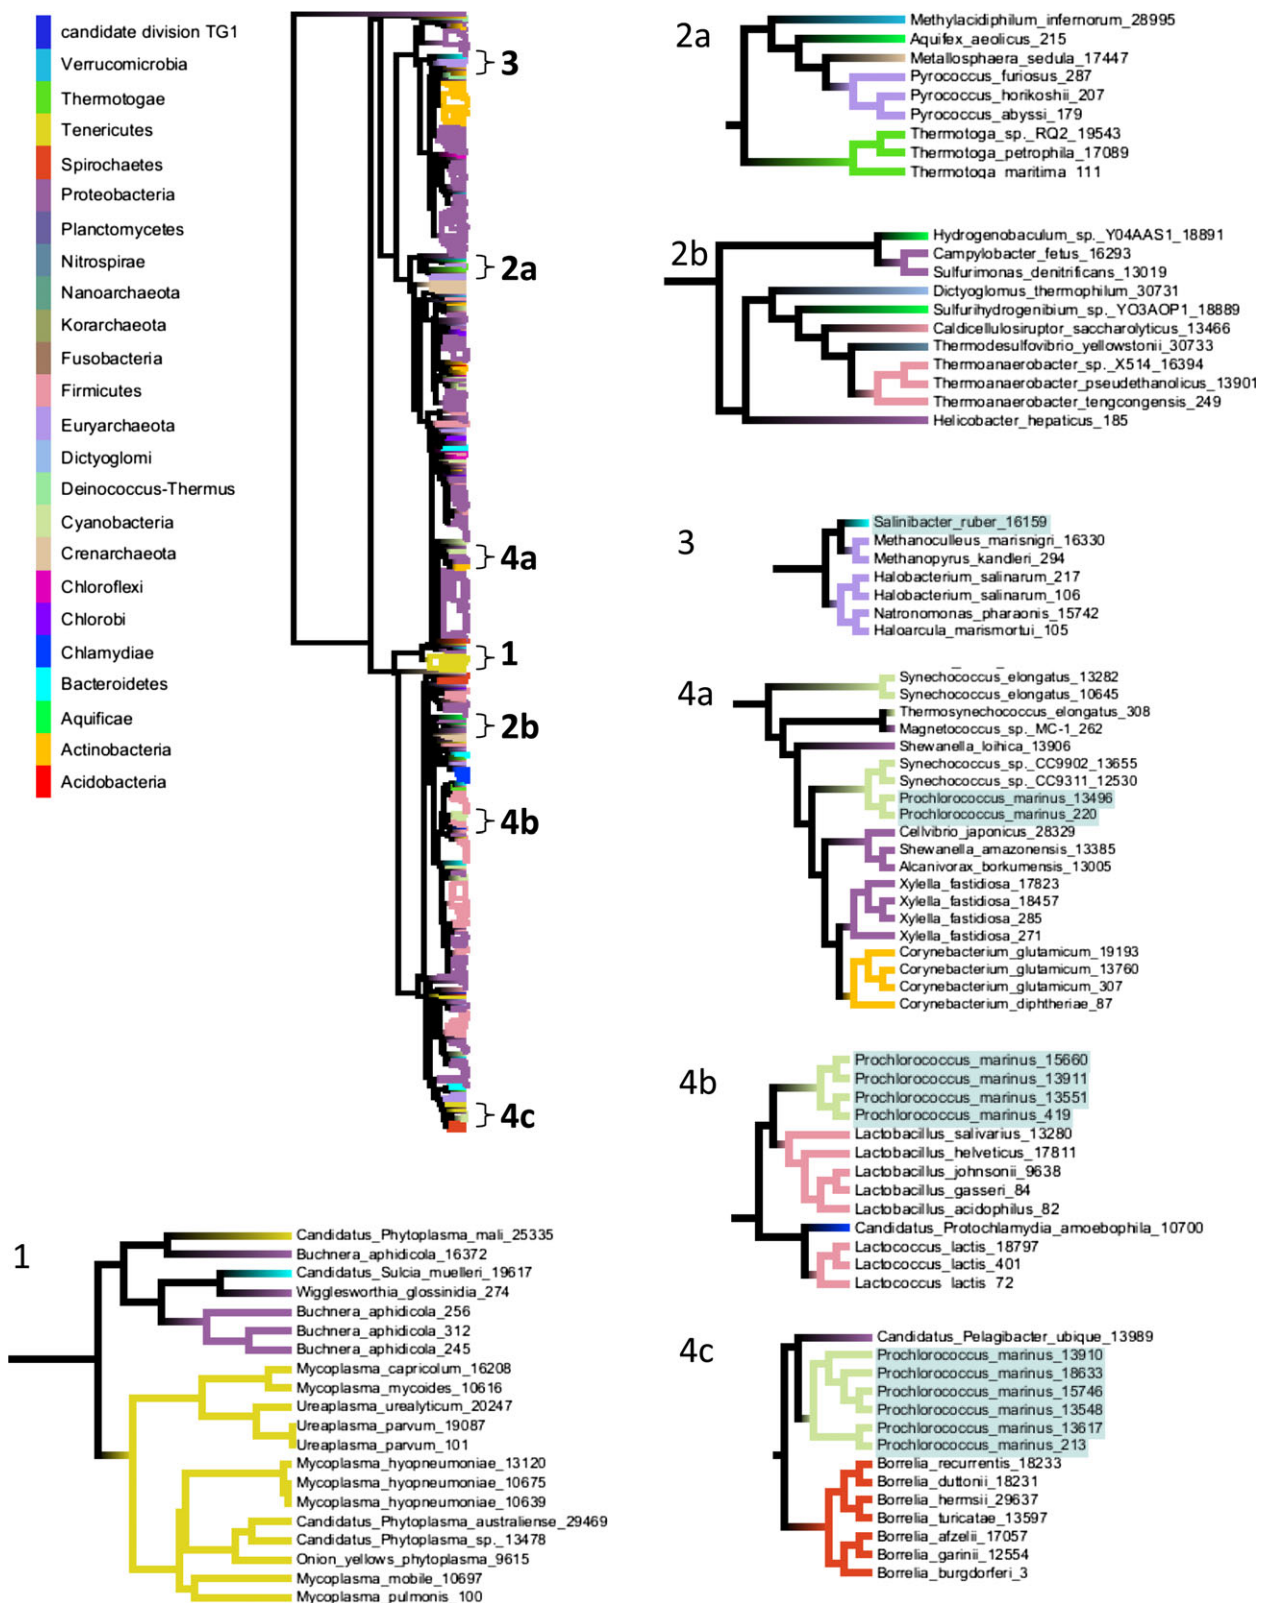 candidate division TG1
Verrucomicrobia
Thermotogae
Tenericutes
Spirochaetes
Proteobacteria
Planctomycetes
Nitrospirae
Nanoarchaeota
Korarchaeota
Fusobacteria
Firmicutes
Euryarchaeota
Dictyoglomi
Deinococcus-Thermus
Cyanobacteria
Crenarchaeota
Chloroflexi
Chlorobi
Chlamydiae
Bacteroidetes
Aquificae
Actinobacteria
Acidobacteria
3
2a
4a
1
2b
4b
4c
2a
Methylacidiphilum_infernorum_28995
Aquifex_aeolicus_215
Metallosphaera_sedula_17447
Pyrococcus_furiosus_287
Pyrococcus_horikoshii_207
Pyrococcus_abyssi_179
Thermotoga_sp._RQ2_19543
Thermotoga_petrophila_17089
Thermotoga_maritima_111
2b
Hydrogenobaculum_sp._Y04AAS1_18891
Campylobacter_fetus_16293
Sulfurimonas_denitrificans_13019
Dictyoglomus_thermophilum_30731
Sulfurihydrogenibium_sp._YO3AOP1_18889
Caldicellulosiruptor_saccharolyticus_13466
Thermodesulfovibrio_yellowstonii_30733
Thermoanaerobacter_sp._X514_16394
Thermoanaerobacter_pseudethanolicus_13901
Thermoanaerobacter_tengcongensis_249
Helicobacter_hepaticus_185
3
Salinibacter_ruber_16159
Methanoculleus_marisnigri_16330
Methanopyrus_kandleri_294
Halobacterium_salinarum_217
Halobacterium_salinarum_106
Natronomonas_pharaonis_15742
Haloarcula_marismortui_105
4a
Synechococcus_elongatus_13282
Synechococcus_elongatus_10645
Thermosynechococcus_elongatus_308
Magnetococcus_sp._MC-1_262
Shewanella_loihica_13906
Synechococcus_sp._CC9902_13655
Synechococcus_sp._CC9311_12530
Prochlorococcus_marinus_13496
Prochlorococcus_marinus_220
Cellvibrio_japonicus_28329
Shewanella_amazonensis_13385
Alcanivorax_borkumensis_13005
Xylella_fastidiosa_17823
Xylella_fastidiosa_18457
Xylella_fastidiosa_285
Xylella_fastidiosa_271
Corynebacterium_glutamicum_19193
Corynebacterium_glutamicum_13760
Corynebacterium_glutamicum_307
Corynebacterium_diphtheriae_87
4b
Prochlorococcus_marinus_15660
Prochlorococcus_marinus_13911
Prochlorococcus_marinus_13551
Prochlorococcus_marinus_419
Lactobacillus_salivarius_13280
Lactobacillus_helveticus_17811
Lactobacillus_johnsonii_9638
Lactobacillus_gasseri_84
Lactobacillus_acidophilus_82
Candidatus_Protochlamydia_amoebophila_10700
Lactococcus_lactis_18797
Lactococcus_lactis_401
Lactococcus_lactis_72
4c
Candidatus_Pelagibacter_ubique_13989
Prochlorococcus_marinus_13910
Prochlorococcus_marinus_18633
Prochlorococcus_marinus_15746
Prochlorococcus_marinus_13548
Prochlorococcus_marinus_13617
Prochlorococcus_marinus_213
Borrelia_recurrentis_18233
Borrelia_duttonii_18231
Borrelia_hermsii_29637
Borrelia_turicatae_13597
Borrelia_afzelii_17057
Borrelia_garinii_12554
Borrelia_burgdorferi_3
1
Candidatus_Phytoplasma_mali_25335
Buchnera_aphidicola_16372
Candidatus_Sulcia_muelleri_19617
Wigglesworthia_glossinidia_274
Buchnera_aphidicola_256
Buchnera_aphidicola_312
Buchnera_aphidicola_245
Mycoplasma_capricolum_16208
Mycoplasma_mycoides_10616
Ureaplasma_urealyticum_20247
Ureaplasma_parvum_19087
Ureaplasma_parvum_101
Mycoplasma_hyopneumoniae_13120
Mycoplasma_hyopneumoniae_10675
Mycoplasma_hyopneumoniae_10639
Candidatus_Phytoplasma_australiense_29469
Candidatus_Phytoplasma_sp._13478
Onion_yellows_phytoplasma_9615
Mycoplasma_mobile_10697
Mycoplasma_pulmonis_100